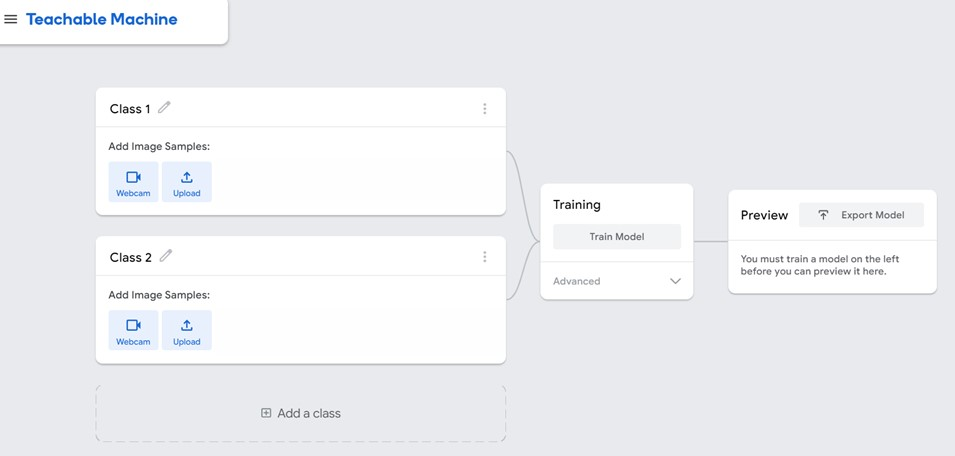 Teachable Machine
Class 1
Add Image Samples:
Webcam
Upload
Class 2
Add Image Samples:
Webcam
Upload
Add a class
Training
Train Model
Advanced
Preview
Export Model
You must train a model on the left
before you can preview it here.